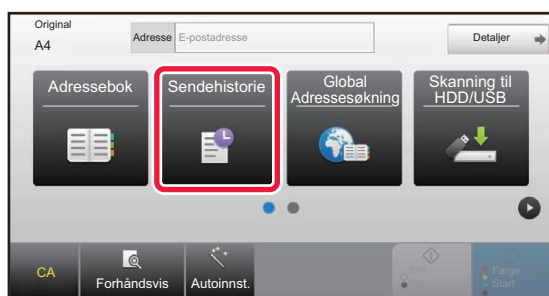 Original
A4
Adresse
E-postadresse
Detaljer
Adressebok
Sendehistorie
Global
Adressesøkning
Skanning til
HDD/USB
CA
Forhåndsvis
Autoinnst.
Farge
Start